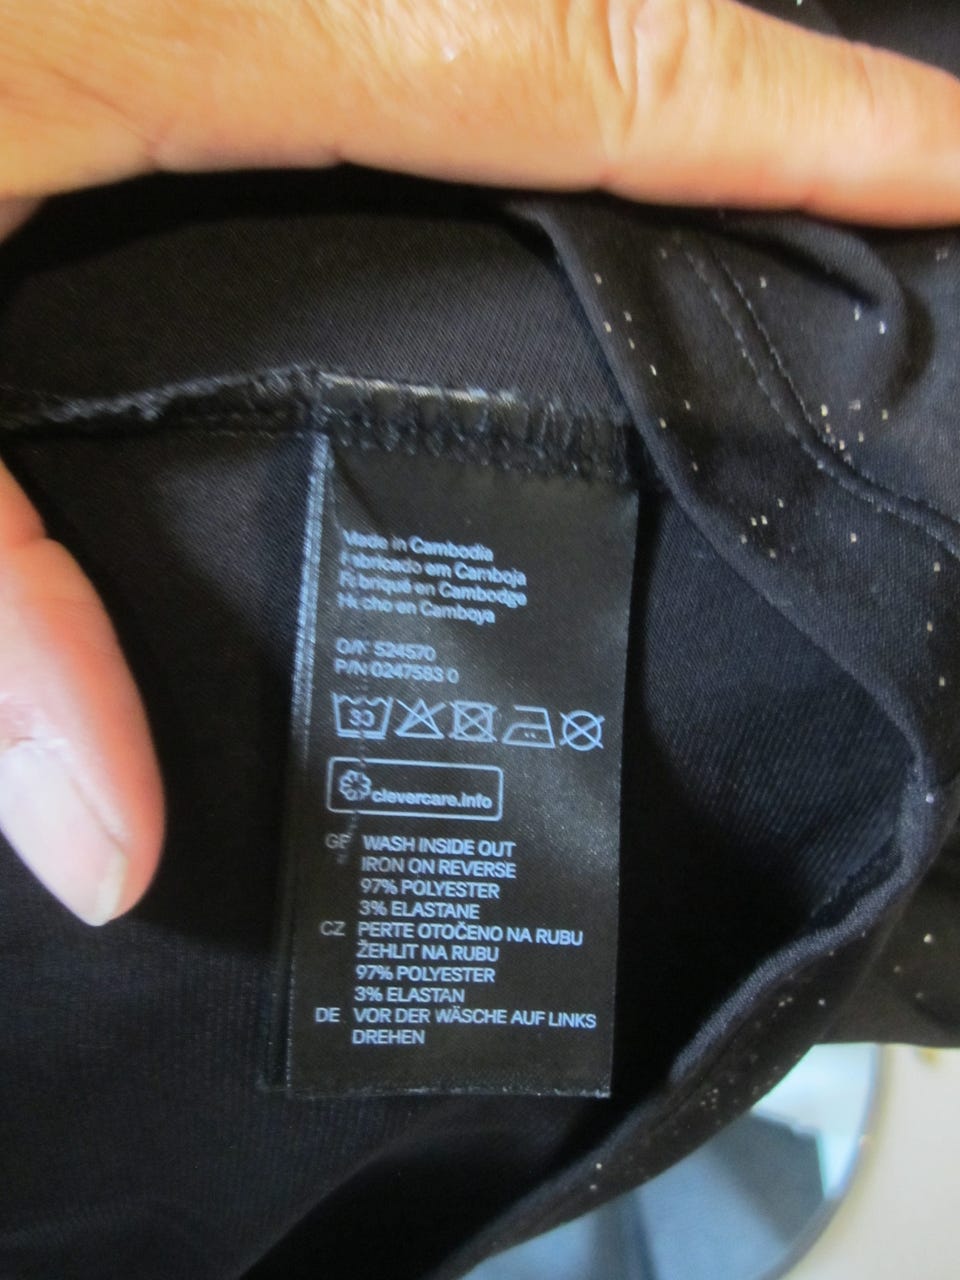 Made in Cambodia
Fabricado em Camboja
Fabriqué en Cambodge
Hecho en Camboya
O/N 524570
P/N 0247583 0
30
clevercare.info
GB WASH INSIDE OUT
IRON ON REVERSE
97% POLYESTER
3% ELASTANE
CZ PERTE OTOČENO NA RUBU
ŽEHLIT NA RUBU
97% POLYESTER
3% ELASTAN
DE VOR DER WÄSCHE AUF LINKS
DREHEN